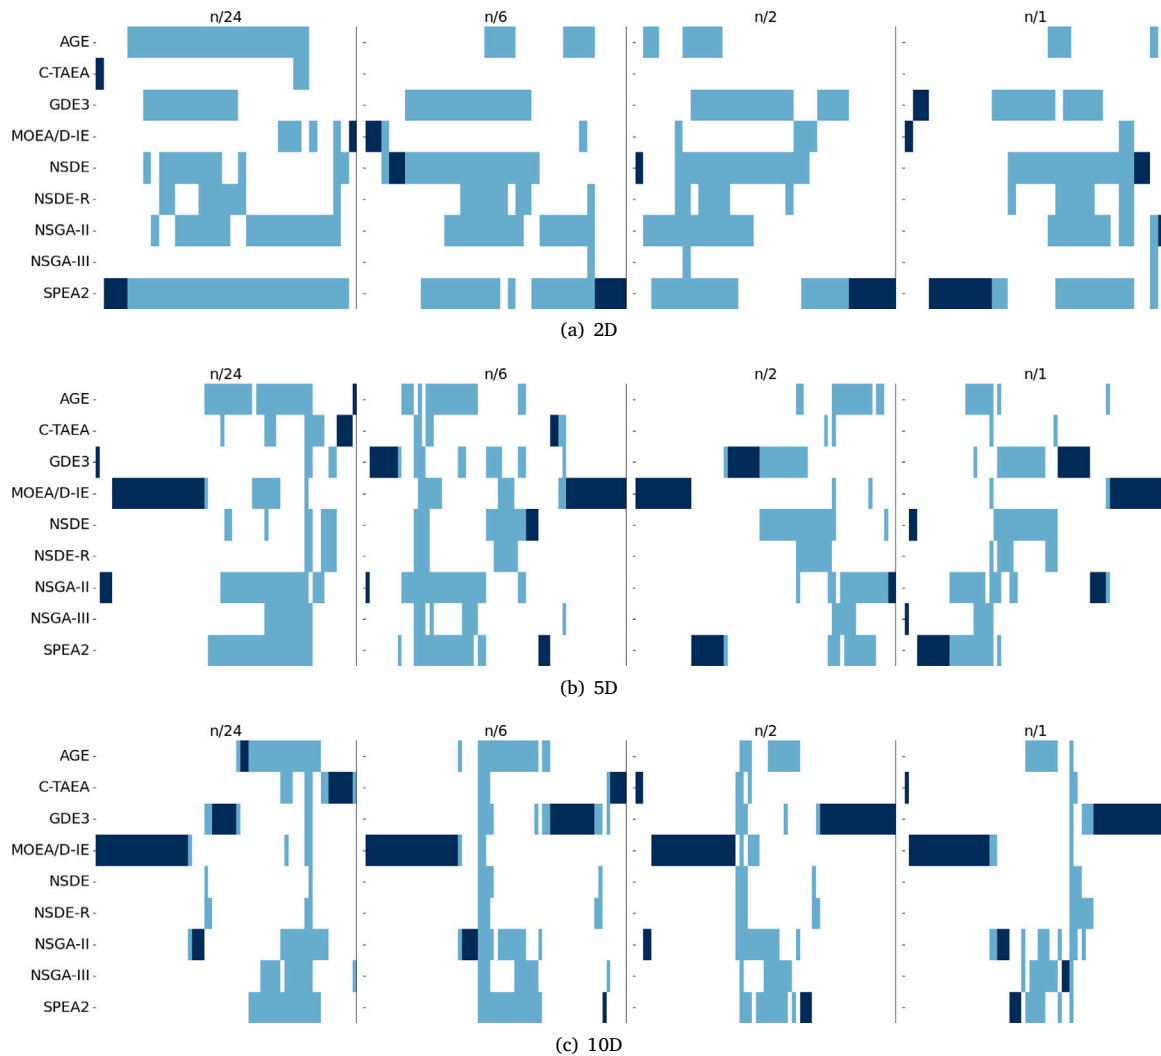 n/24 n/6 n/2 n/1
AGE
C-TAEA
GDE3
MOEA/D-IE
NSDE
NSDE-R
NSGA-II
NSGA-III
SPEA2
(a) 2D
n/24 n/6 n/2 n/1
AGE
C-TAEA
GDE3
MOEA/D-IE
NSDE
NSDE-R
NSGA-II
NSGA-III
SPEA2
(b) 5D
n/24 n/6 n/2 n/1
AGE
C-TAEA
GDE3
MOEA/D-IE
NSDE
NSDE-R
NSGA-II
NSGA-III
SPEA2
(c) 10D